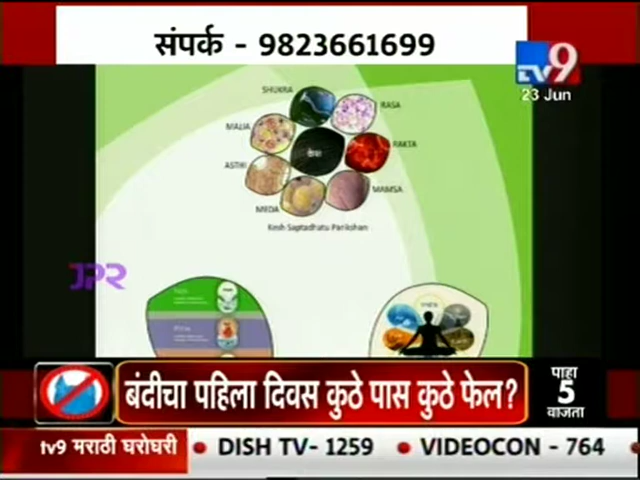 संपर्क - 9823661699
tv9
23 Jun
SHUKRA
RASA
MAJJA
RAKTA
ASTHI
MAMSA
MEDA
Kesh Saptadhatu Parikshan
JPR
बंदीचा पहिला दिवस कुठे पास कुठे फेल?
पाहा
5
वाजता
tv9 मराठी घरोघरी
DISH TV- 1259
VIDEOCON - 764